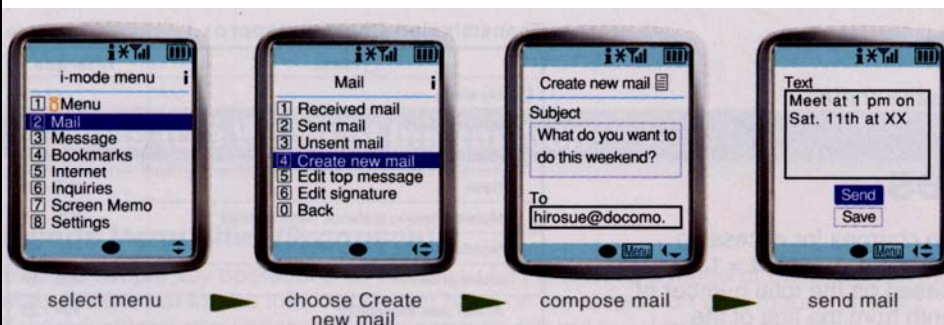 i-mode menu i
1 Menu
2 Mail
3 Message
4 Bookmarks
5 Internet
6 Inquiries
7 Screen Memo
8 Settings
select menu
Mail i
1 Received mail
2 Sent mail
3 Unsent mail
4 Create new mail
5 Edit top message
6 Edit signature
0 Back
choose Create
new mail
Create new mail
Subject
What do you want to
do this weekend?
To
hirosue@docomo.
Menu
compose mail
Text
Meet at 1 pm on
Sat. 11th at XX
Send
Save
Menu
send mail